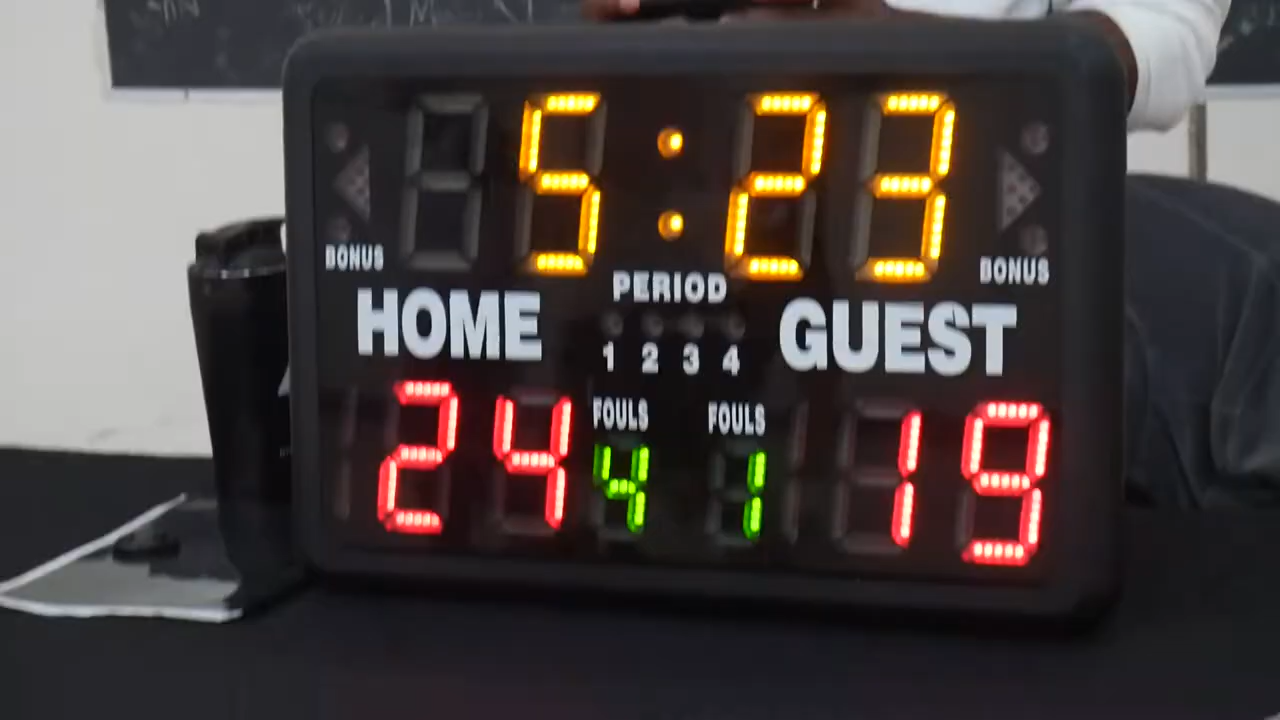 5:23
BONUS PERIOD BONUS
HOME GUEST
1 2 3 4
FOULS FOULS
24 4 1 19